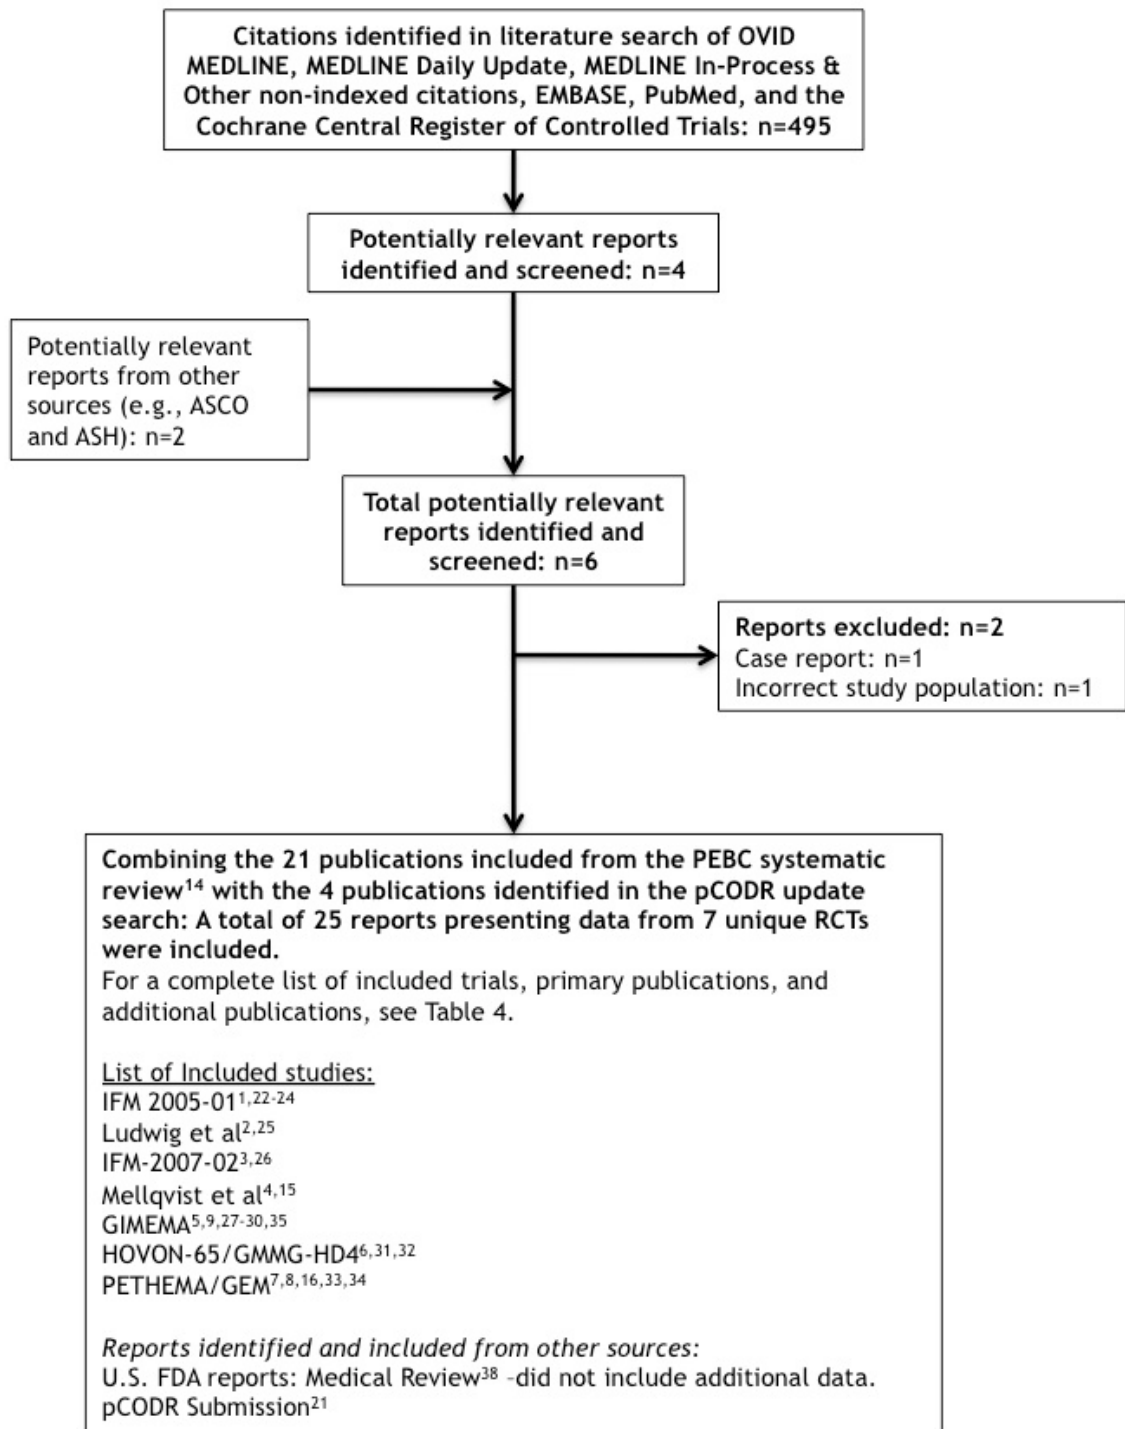 Citations identified in literature search of OVID
MEDLINE, MEDLINE Daily Update, MEDLINE In-Process &
Other non-indexed citations, EMBASE, PubMed, and the
Cochrane Central Register of Controlled Trials: n=495
Potentially relevant reports
identified and screened: n=4
Potentially relevant
reports from other
sources (e.g., ASCO
and ASH): n=2
Total potentially relevant
reports identified and
screened: n=6
Reports excluded: n=2
Case report: n=1
Incorrect study population: n=1
Combining the 21 publications included from the PEBC systematic
review¹⁴ with the 4 publications identified in the pCODR update
search: A total of 25 reports presenting data from 7 unique RCTs
were included.
For a complete list of included trials, primary publications, and
additional publications, see Table 4.
List of Included studies:
IFM 2005-01¹,²²⁻²⁴
Ludwig et al²,²⁵
IFM-2007-02³,²⁶
Mellqvist et al⁴,¹⁵
GIMEMA⁵,⁹,²⁷⁻³⁰,³⁵
HOVON-65/GMMG-HD4⁶,³¹,³²
PETHEMA/GEM⁷,⁸,¹⁶,³³,³⁴
Reports identified and included from other sources:
U.S. FDA reports: Medical Review³⁸ -did not include additional data.
pCODR Submission²¹